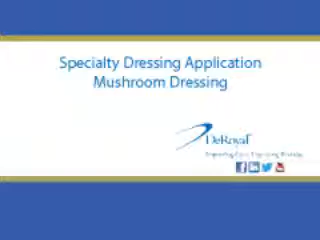 Specialty Dressing Application
Mushroom Dressing
DeRoyal
Improving Care. Improving Business.